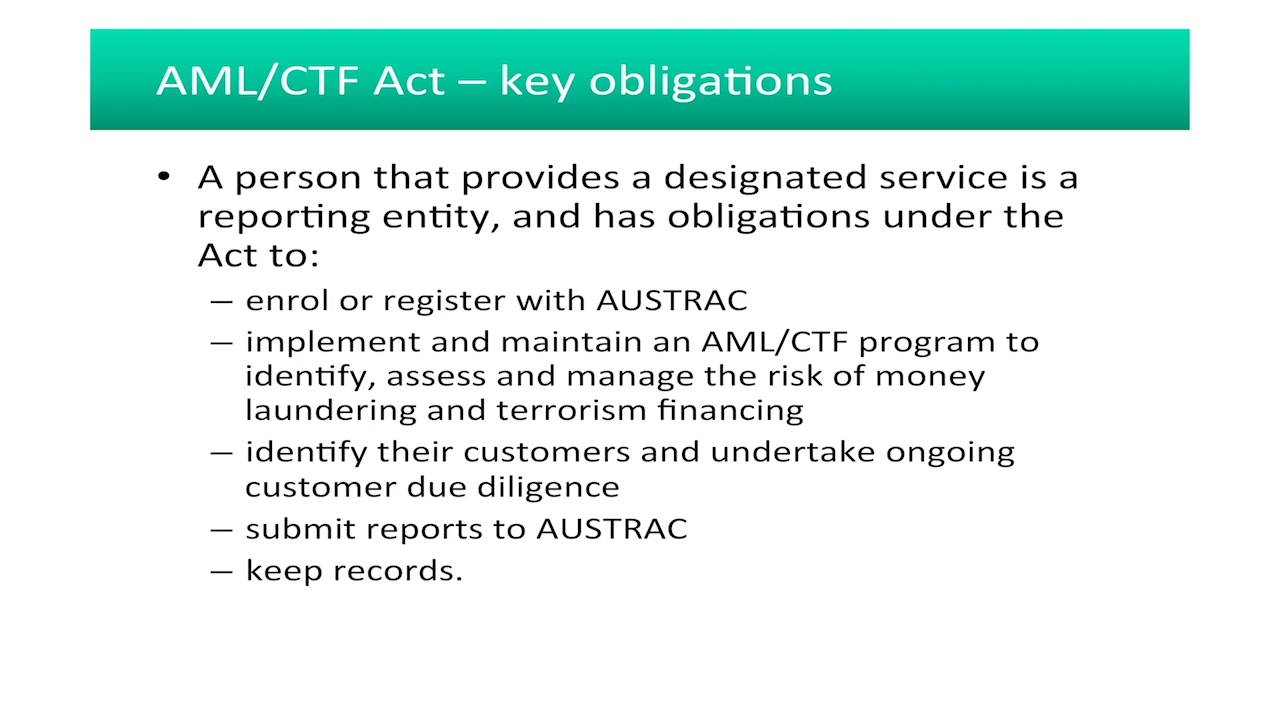 AML/CTF Act – key obligations
• A person that provides a designated service is a
reporting entity, and has obligations under the
Act to:
– enrol or register with AUSTRAC
– implement and maintain an AML/CTF program to
identify, assess and manage the risk of money
laundering and terrorism financing
– identify their customers and undertake ongoing
customer due diligence
– submit reports to AUSTRAC
– keep records.